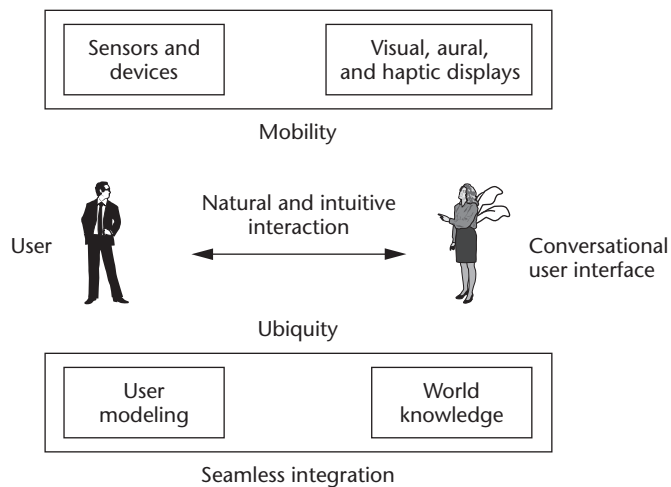 Sensors and
devices
Visual, aural,
and haptic displays
Mobility
Natural and intuitive
interaction
User
Conversational
user interface
Ubiquity
User
modeling
World
knowledge
Seamless integration